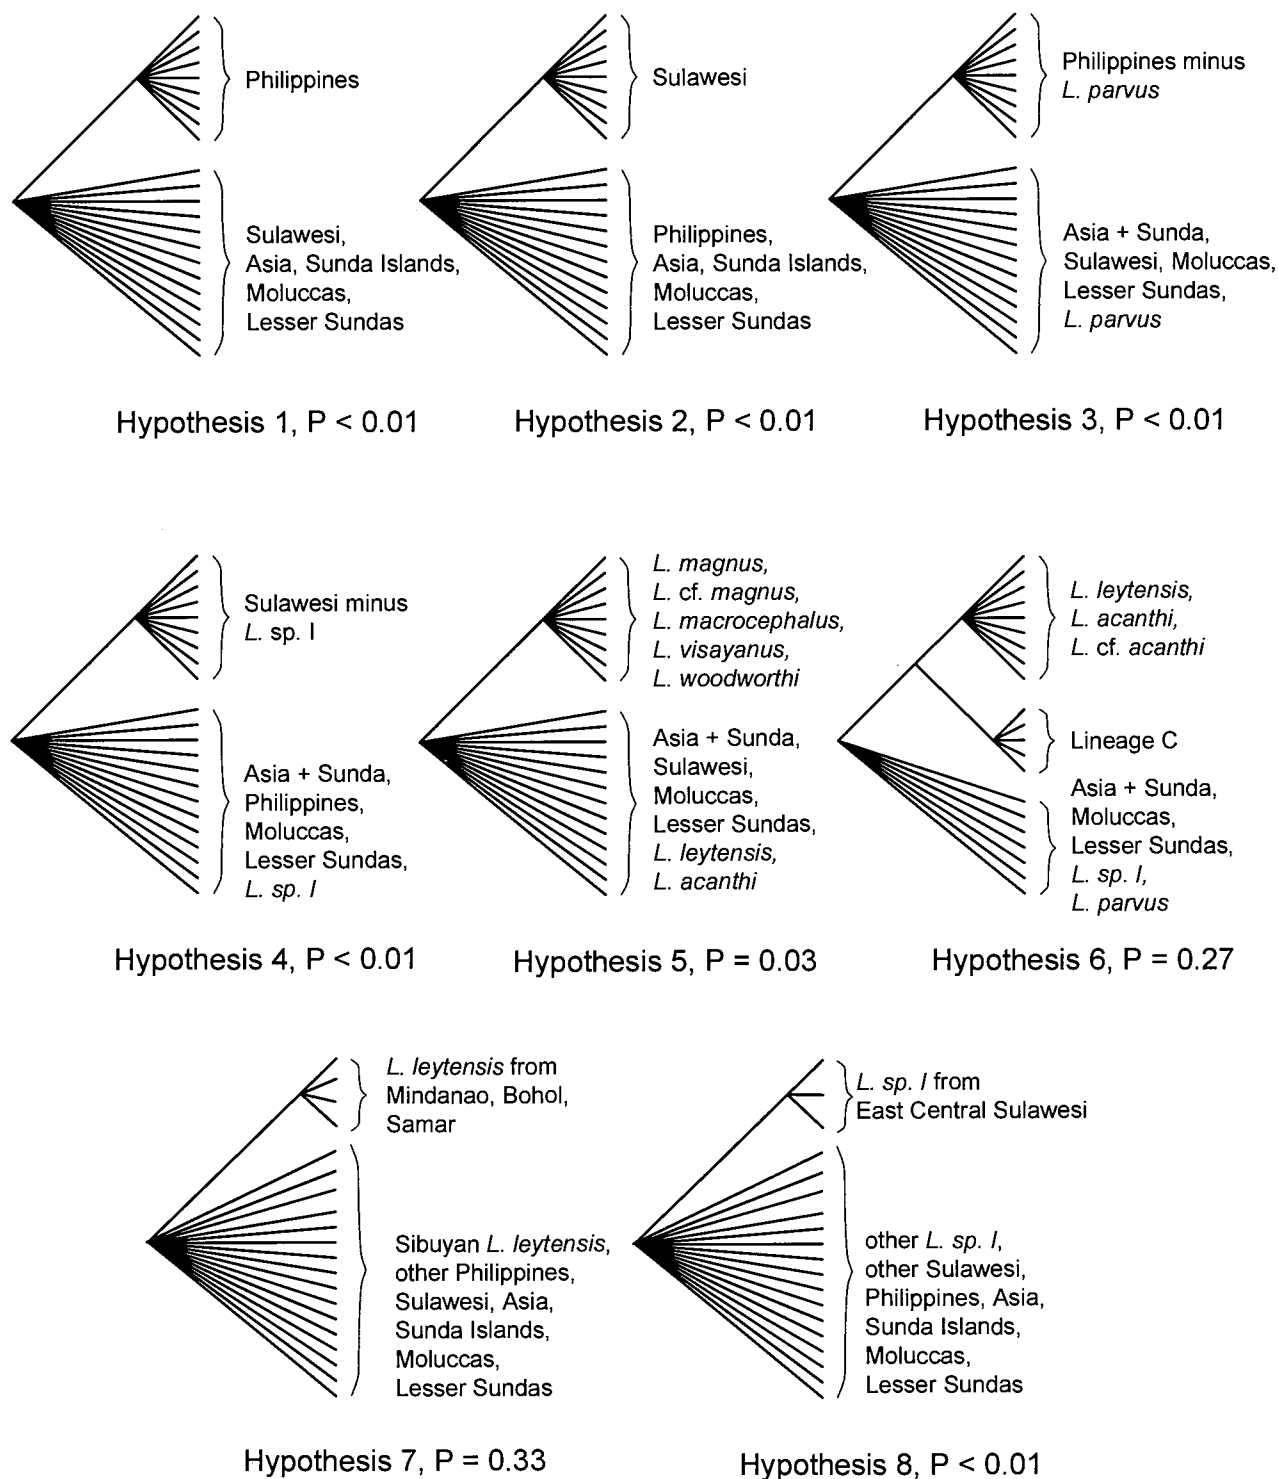 Philippines
Sulawesi,
Asia, Sunda Islands,
Moluccas,
Lesser Sundas
Hypothesis 1, P < 0.01
Sulawesi
Philippines,
Asia, Sunda Islands,
Moluccas,
Lesser Sundas
Hypothesis 2, P < 0.01
Philippines minus
L. parvus
Asia + Sunda,
Sulawesi, Moluccas,
Lesser Sundas,
L. parvus
Hypothesis 3, P < 0.01
Sulawesi minus
L. sp. I
Asia + Sunda,
Philippines,
Moluccas,
Lesser Sundas,
L. sp. I
Hypothesis 4, P < 0.01
L. magnus,
L. cf. magnus,
L. macrocephalus,
L. visayanus,
L. woodworthi
Asia + Sunda,
Sulawesi,
Moluccas,
Lesser Sundas,
L. leytensis,
L. acanthi
Hypothesis 5, P = 0.03
L. leytensis,
L. acanthi,
L. cf. acanthi
Lineage C
Asia + Sunda,
Moluccas,
Lesser Sundas,
L. sp. I,
L. parvus
Hypothesis 6, P = 0.27
L. leytensis from
Mindanao, Bohol,
Samar
Sibuyan L. leytensis,
other Philippines,
Sulawesi, Asia,
Sunda Islands,
Moluccas,
Lesser Sundas
Hypothesis 7, P = 0.33
L. sp. I from
East Central Sulawesi
other L. sp. I,
other Sulawesi,
Philippines, Asia,
Sunda Islands,
Moluccas,
Lesser Sundas
Hypothesis 8, P < 0.01